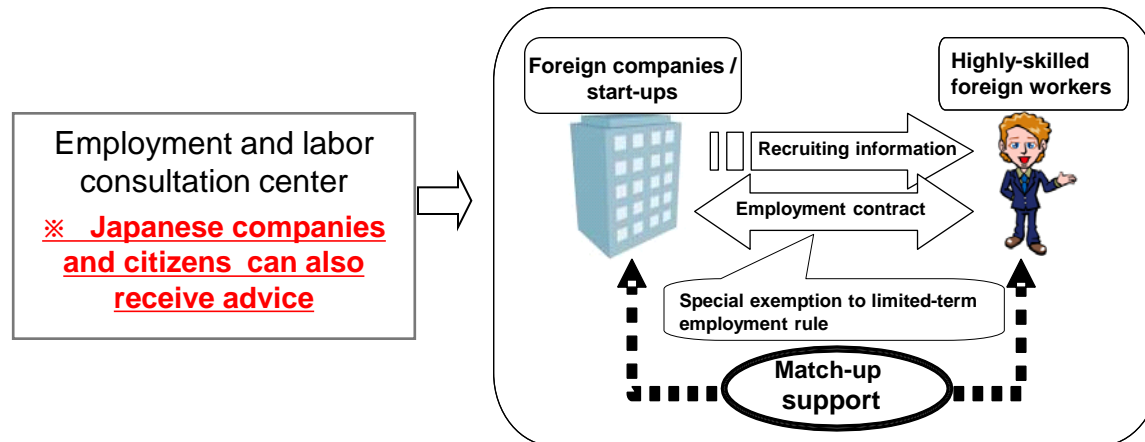 Employment and labor
consultation center
※ Japanese companies
and citizens can also
receive advice
Foreign companies /
start-ups
Highly-skilled
foreign workers
Recruiting information
Employment contract
Special exemption to limited-term
employment rule
Match-up
support